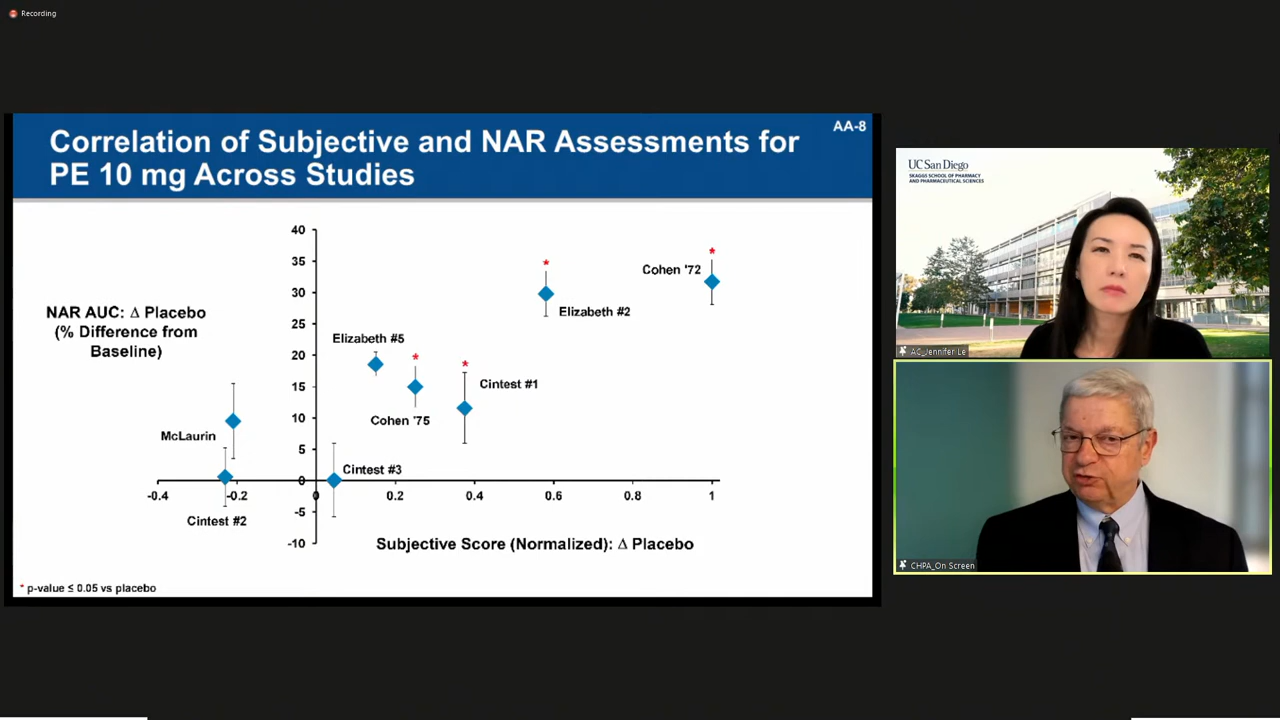 Recording
Correlation of Subjective and NAR Assessments for
PE 10 mg Across Studies
AA-8
NAR AUC: Δ Placebo
(% Difference from
Baseline)
40
35
30
25
20
15
10
5
0
-5
-10
-0.4
-0.2
0
0.2
0.4
0.6
0.8
1
*
Cohen '72
*
Elizabeth #2
Elizabeth #5
*
Cohen '75
*
Cintest #1
McLaurin
Cintest #3
Cintest #2
Subjective Score (Normalized): Δ Placebo
* p-value ≤ 0.05 vs placebo
UC San Diego
SKAGGS SCHOOL OF PHARMACY
AND PHARMACEUTICAL SCIENCES
AC_Jennifer Le
CHPA_On Screen